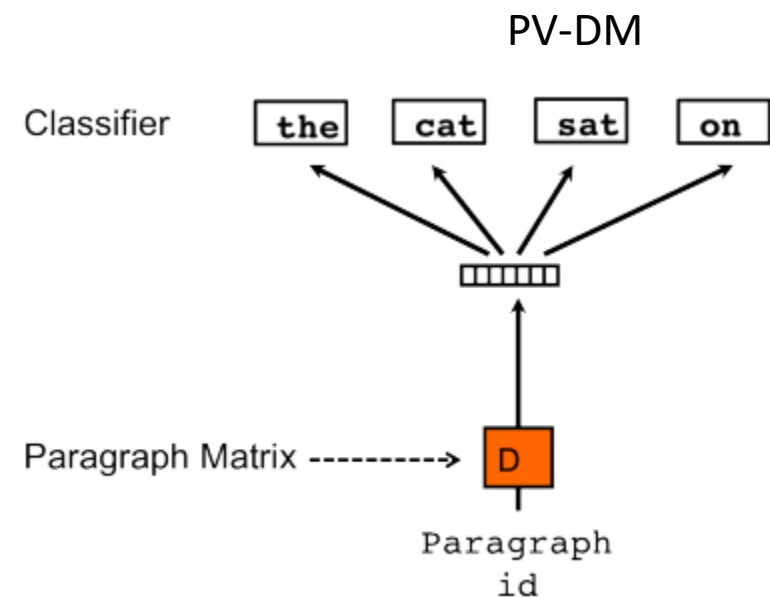 PV-DM
Classifier the cat sat on
Paragraph Matrix D
Paragraph
id